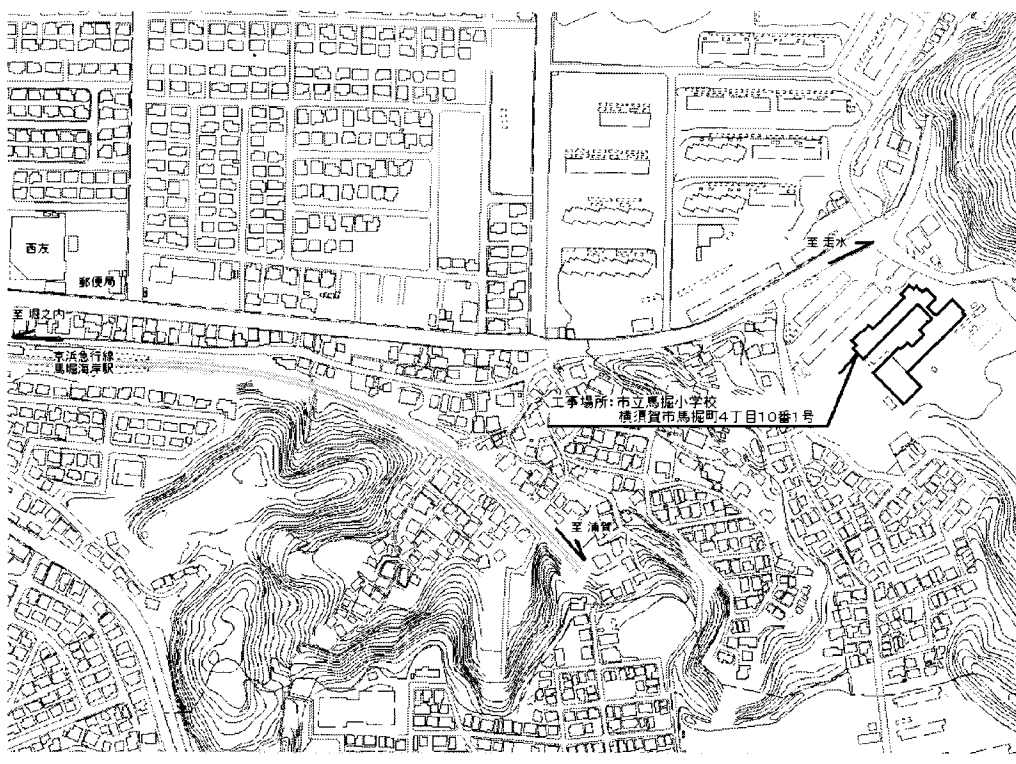 至 走水
西友
郵便局
至 堀之内
京浜急行線
馬堀海岸駅
工事場所:市立馬堀小学校
横須賀市馬堀町4丁目10番1号
至 浦賀